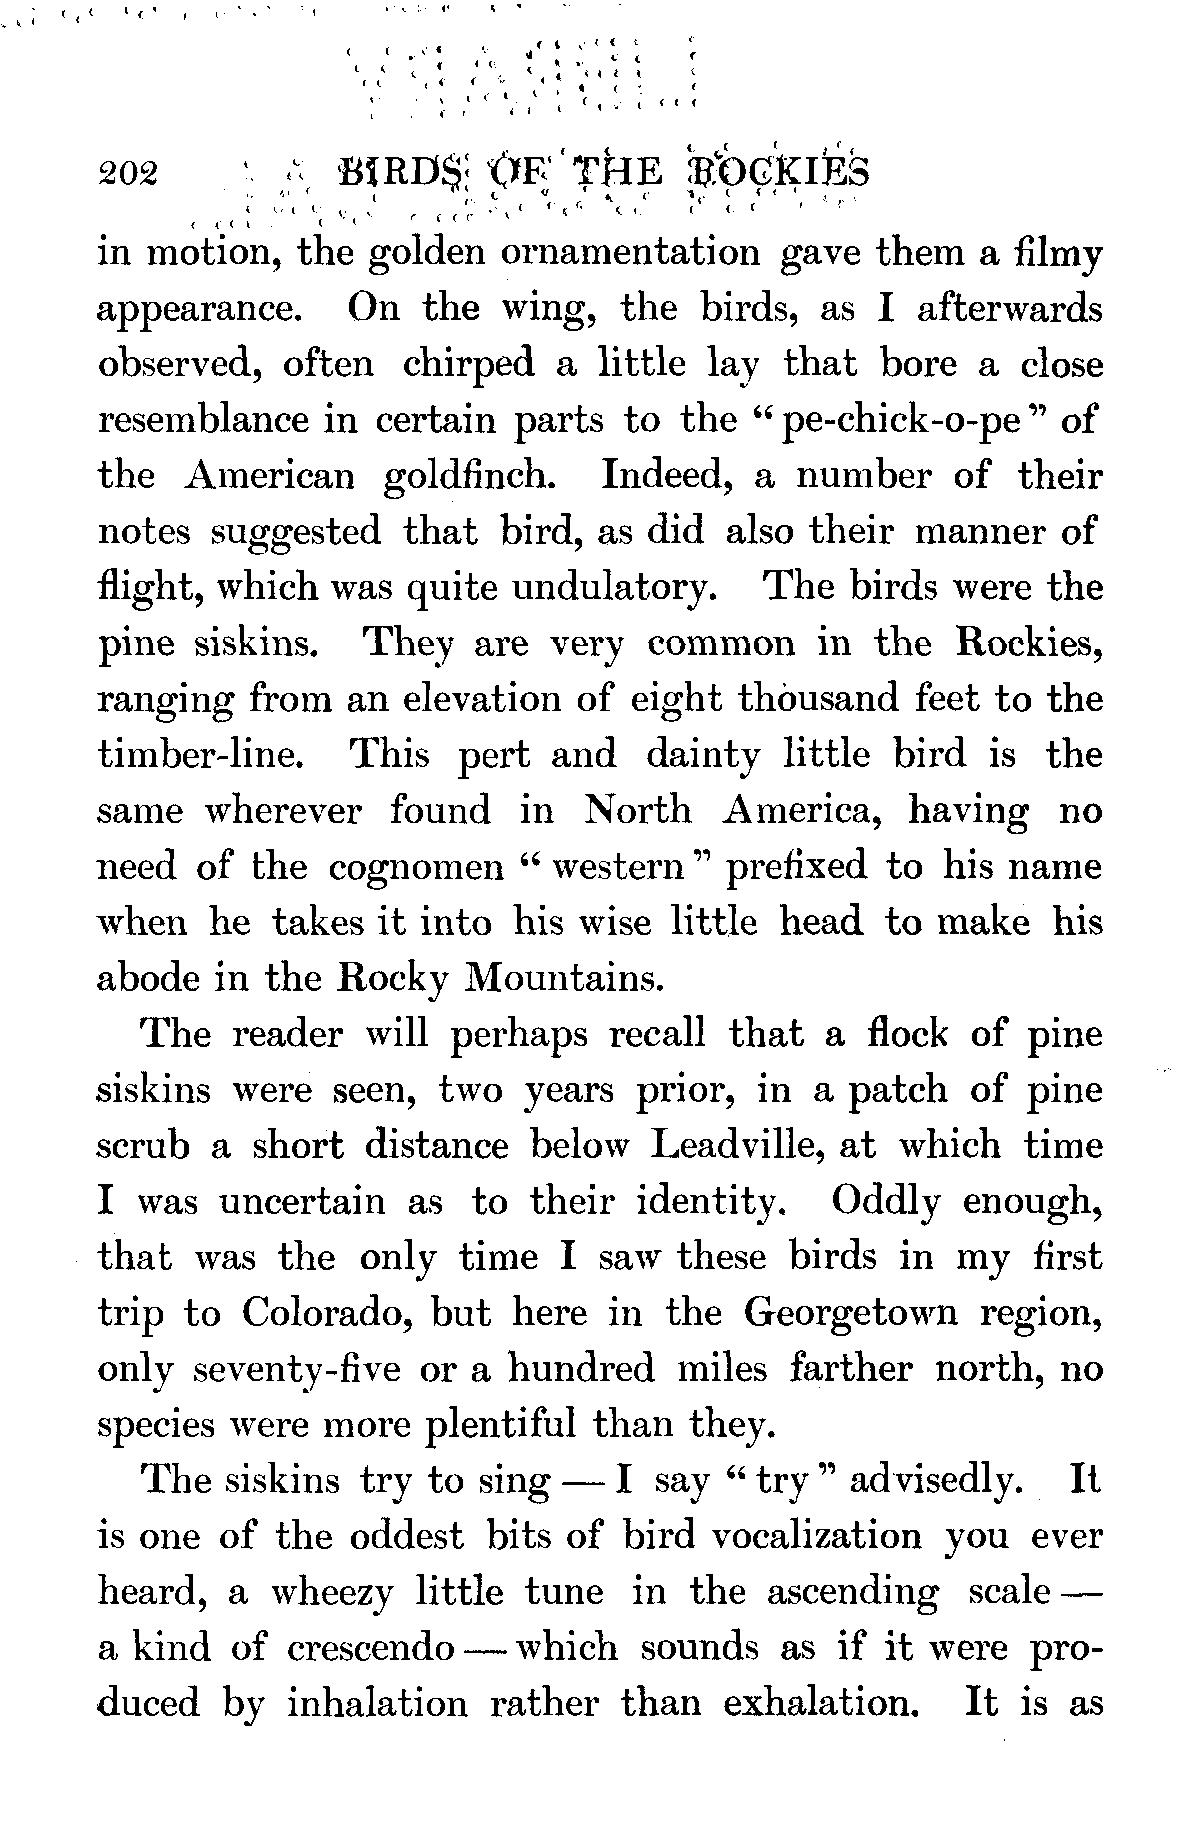 202 BIRDS OF THE ROCKIES
in motion, the golden ornamentation gave them a filmy
appearance. On the wing, the birds, as I afterwards
observed, often chirped a little lay that bore a close
resemblance in certain parts to the “pe-chick-o-pe” of
the American goldfinch. Indeed, a number of their
notes suggested that bird, as did also their manner of
flight, which was quite undulatory. The birds were the
pine siskins. They are very common in the Rockies,
ranging from an elevation of eight thousand feet to the
timber-line. This pert and dainty little bird is the
same wherever found in North America, having no
need of the cognomen “western” prefixed to his name
when he takes it into his wise little head to make his
abode in the Rocky Mountains.
The reader will perhaps recall that a flock of pine
siskins were seen, two years prior, in a patch of pine
scrub a short distance below Leadville, at which time
I was uncertain as to their identity. Oddly enough,
that was the only time I saw these birds in my first
trip to Colorado, but here in the Georgetown region,
only seventy-five or a hundred miles farther north, no
species were more plentiful than they.
The siskins try to sing — I say “try” advisedly. It
is one of the oddest bits of bird vocalization you ever
heard, a wheezy little tune in the ascending scale —
a kind of crescendo — which sounds as if it were pro-
duced by inhalation rather than exhalation. It is as